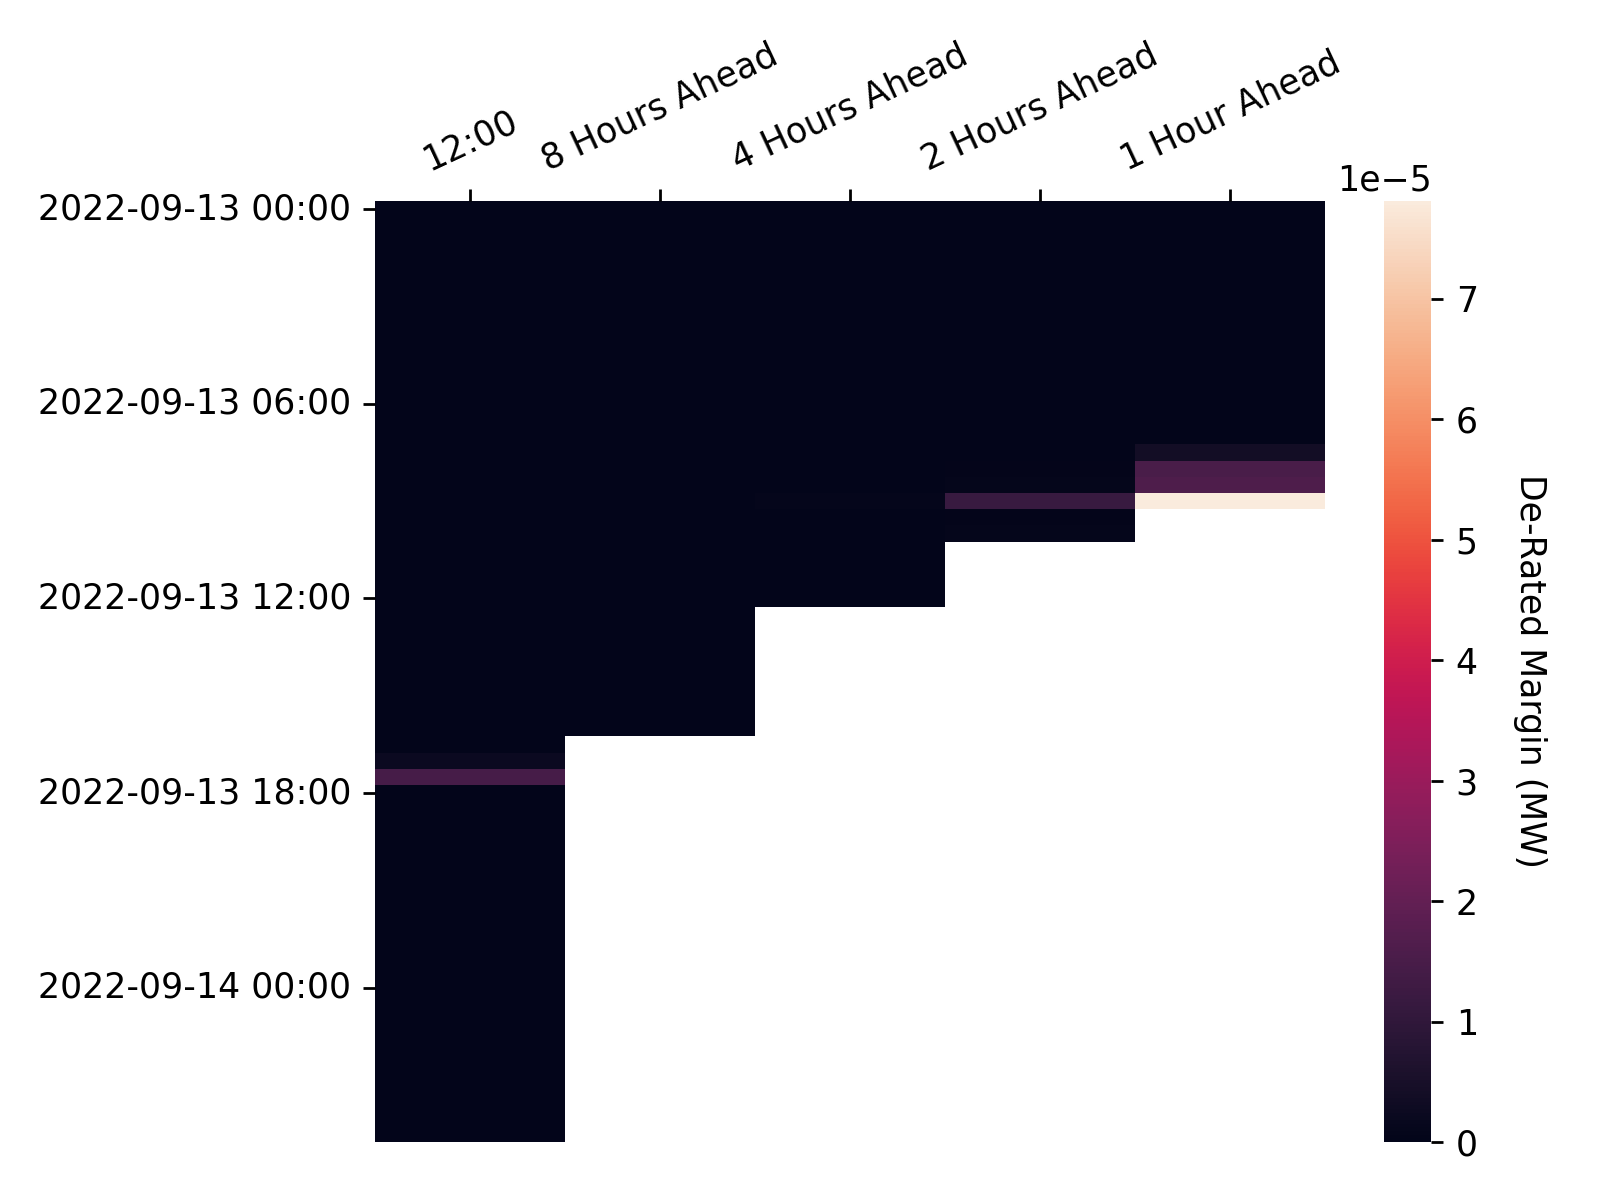 12:00
8 Hours Ahead
4 Hours Ahead
2 Hours Ahead
1 Hour Ahead
1e−5
2022-09-13 00:00
2022-09-13 06:00
2022-09-13 12:00
2022-09-13 18:00
2022-09-14 00:00
7
6
5
4
3
2
1
0
De-Rated Margin (MW)